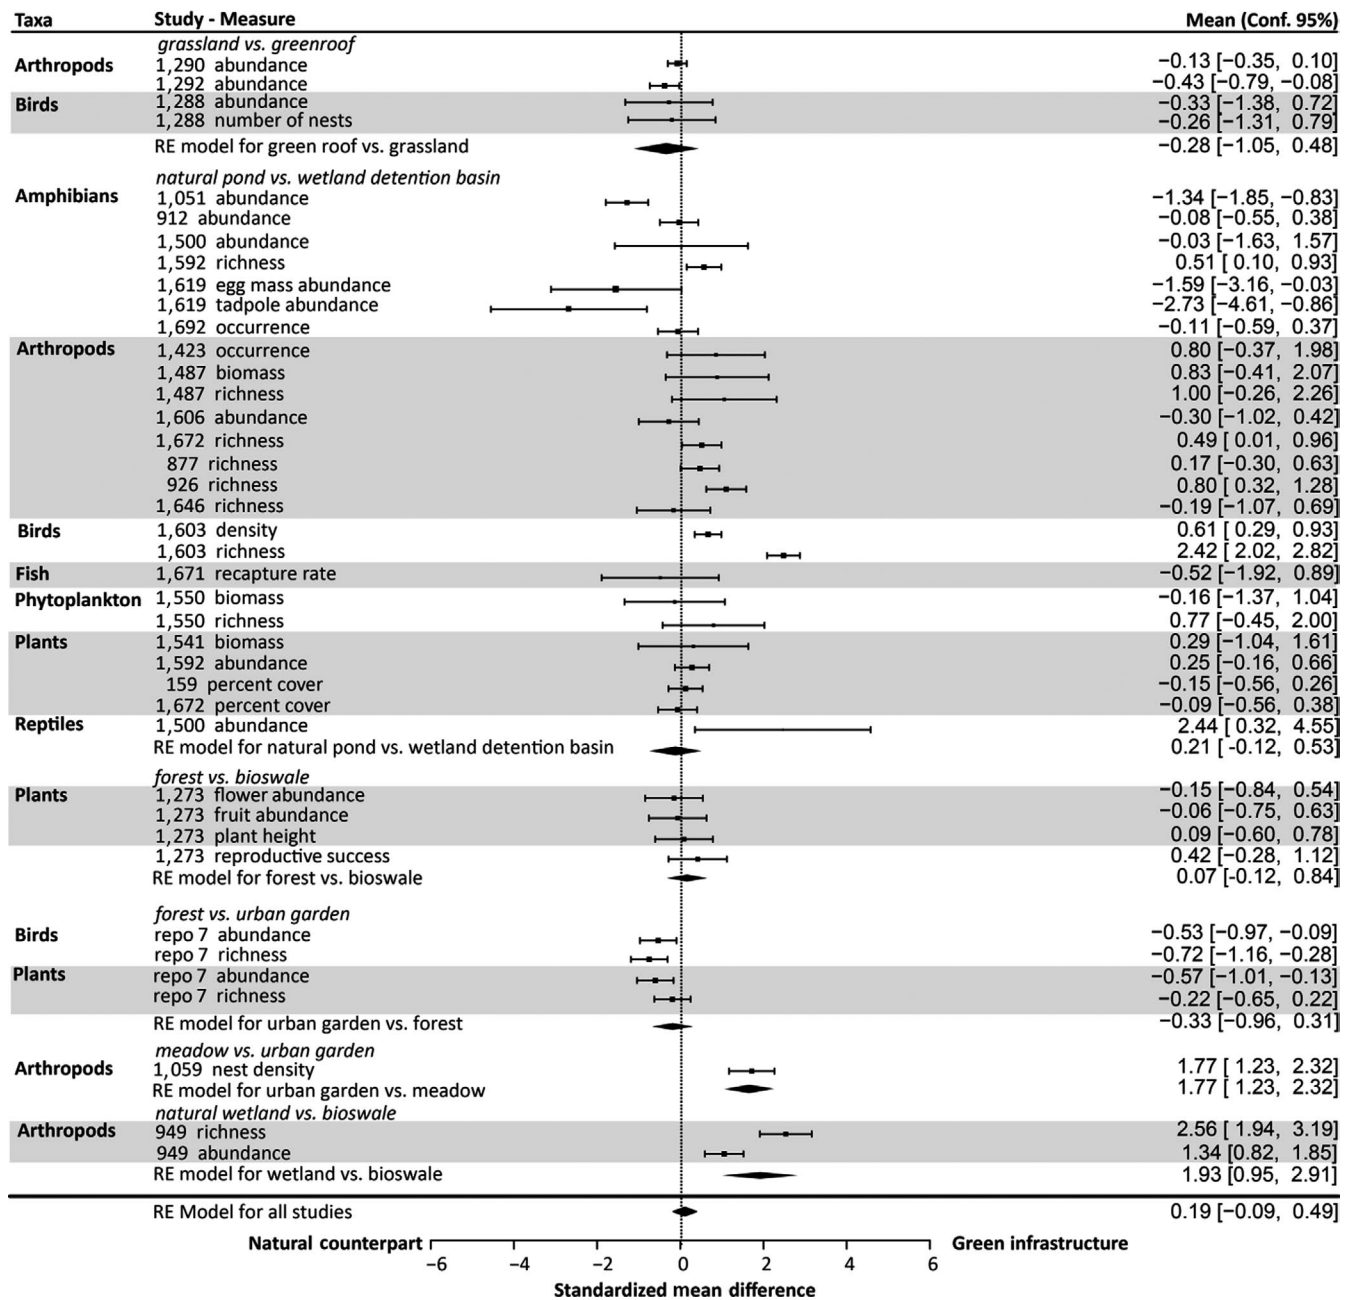 Taxa Study - Measure Mean (Conf. 95%)
grassland vs. greenroof
Arthropods 1,290 abundance −0.13 [−0.35, 0.10]
1,292 abundance −0.43 [−0.79, −0.08]
Birds 1,288 abundance −0.33 [−1.38, 0.72]
1,288 number of nests −0.26 [−1.31, 0.79]
RE model for green roof vs. grassland −0.28 [−1.05, 0.48]
natural pond vs. wetland detention basin
Amphibians 1,051 abundance −1.34 [−1.85, −0.83]
912 abundance −0.08 [−0.55, 0.38]
1,500 abundance −0.03 [−1.63, 1.57]
1,592 richness 0.51 [ 0.10, 0.93]
1,619 egg mass abundance −1.59 [−3.16, −0.03]
1,619 tadpole abundance −2.73 [−4.61, −0.86]
1,692 occurrence −0.11 [−0.59, 0.37]
Arthropods 1,423 occurrence 0.80 [−0.37, 1.98]
1,487 biomass 0.83 [−0.41, 2.07]
1,487 richness 1.00 [−0.26, 2.26]
1,606 abundance −0.30 [−1.02, 0.42]
1,672 richness 0.49 [ 0.01, 0.96]
877 richness 0.17 [−0.30, 0.63]
926 richness 0.80 [ 0.32, 1.28]
1,646 richness −0.19 [−1.07, 0.69]
Birds 1,603 density 0.61 [ 0.29, 0.93]
1,603 richness 2.42 [ 2.02, 2.82]
Fish 1,671 recapture rate −0.52 [−1.92, 0.89]
Phytoplankton 1,550 biomass −0.16 [−1.37, 1.04]
1,550 richness 0.77 [−0.45, 2.00]
Plants 1,541 biomass 0.29 [−1.04, 1.61]
1,592 abundance 0.25 [−0.16, 0.66]
159 percent cover −0.15 [−0.56, 0.26]
1,672 percent cover −0.09 [−0.56, 0.38]
Reptiles 1,500 abundance 2.44 [ 0.32, 4.55]
RE model for natural pond vs. wetland detention basin 0.21 [ -0.12, 0.53]
forest vs. bioswale
Plants 1,273 flower abundance −0.15 [−0.84, 0.54]
1,273 fruit abundance −0.06 [−0.75, 0.63]
1,273 plant height 0.09 [−0.60, 0.78]
1,273 reproductive success 0.42 [−0.28, 1.12]
RE model for forest vs. bioswale 0.07 [-0.12, 0.84]
forest vs. urban garden
Birds repo 7 abundance −0.53 [−0.97, −0.09]
repo 7 richness −0.72 [−1.16, −0.28]
Plants repo 7 abundance −0.57 [−1.01, −0.13]
repo 7 richness −0.22 [−0.65, 0.22]
RE model for urban garden vs. forest −0.33 [−0.96, 0.31]
meadow vs. urban garden
Arthropods 1,059 nest density 1.77 [ 1.23, 2.32]
RE model for urban garden vs. meadow 1.77 [ 1.23, 2.32]
natural wetland vs. bioswale
Arthropods 949 richness 2.56 [ 1.94, 3.19]
949 abundance 1.34 [0.82, 1.85]
RE model for wetland vs. bioswale 1.93 [0.95, 2.91]
RE Model for all studies 0.19 [−0.09, 0.49]
Natural counterpart Green infrastructure
−6 −4 −2 0 2 4 6
Standardized mean difference